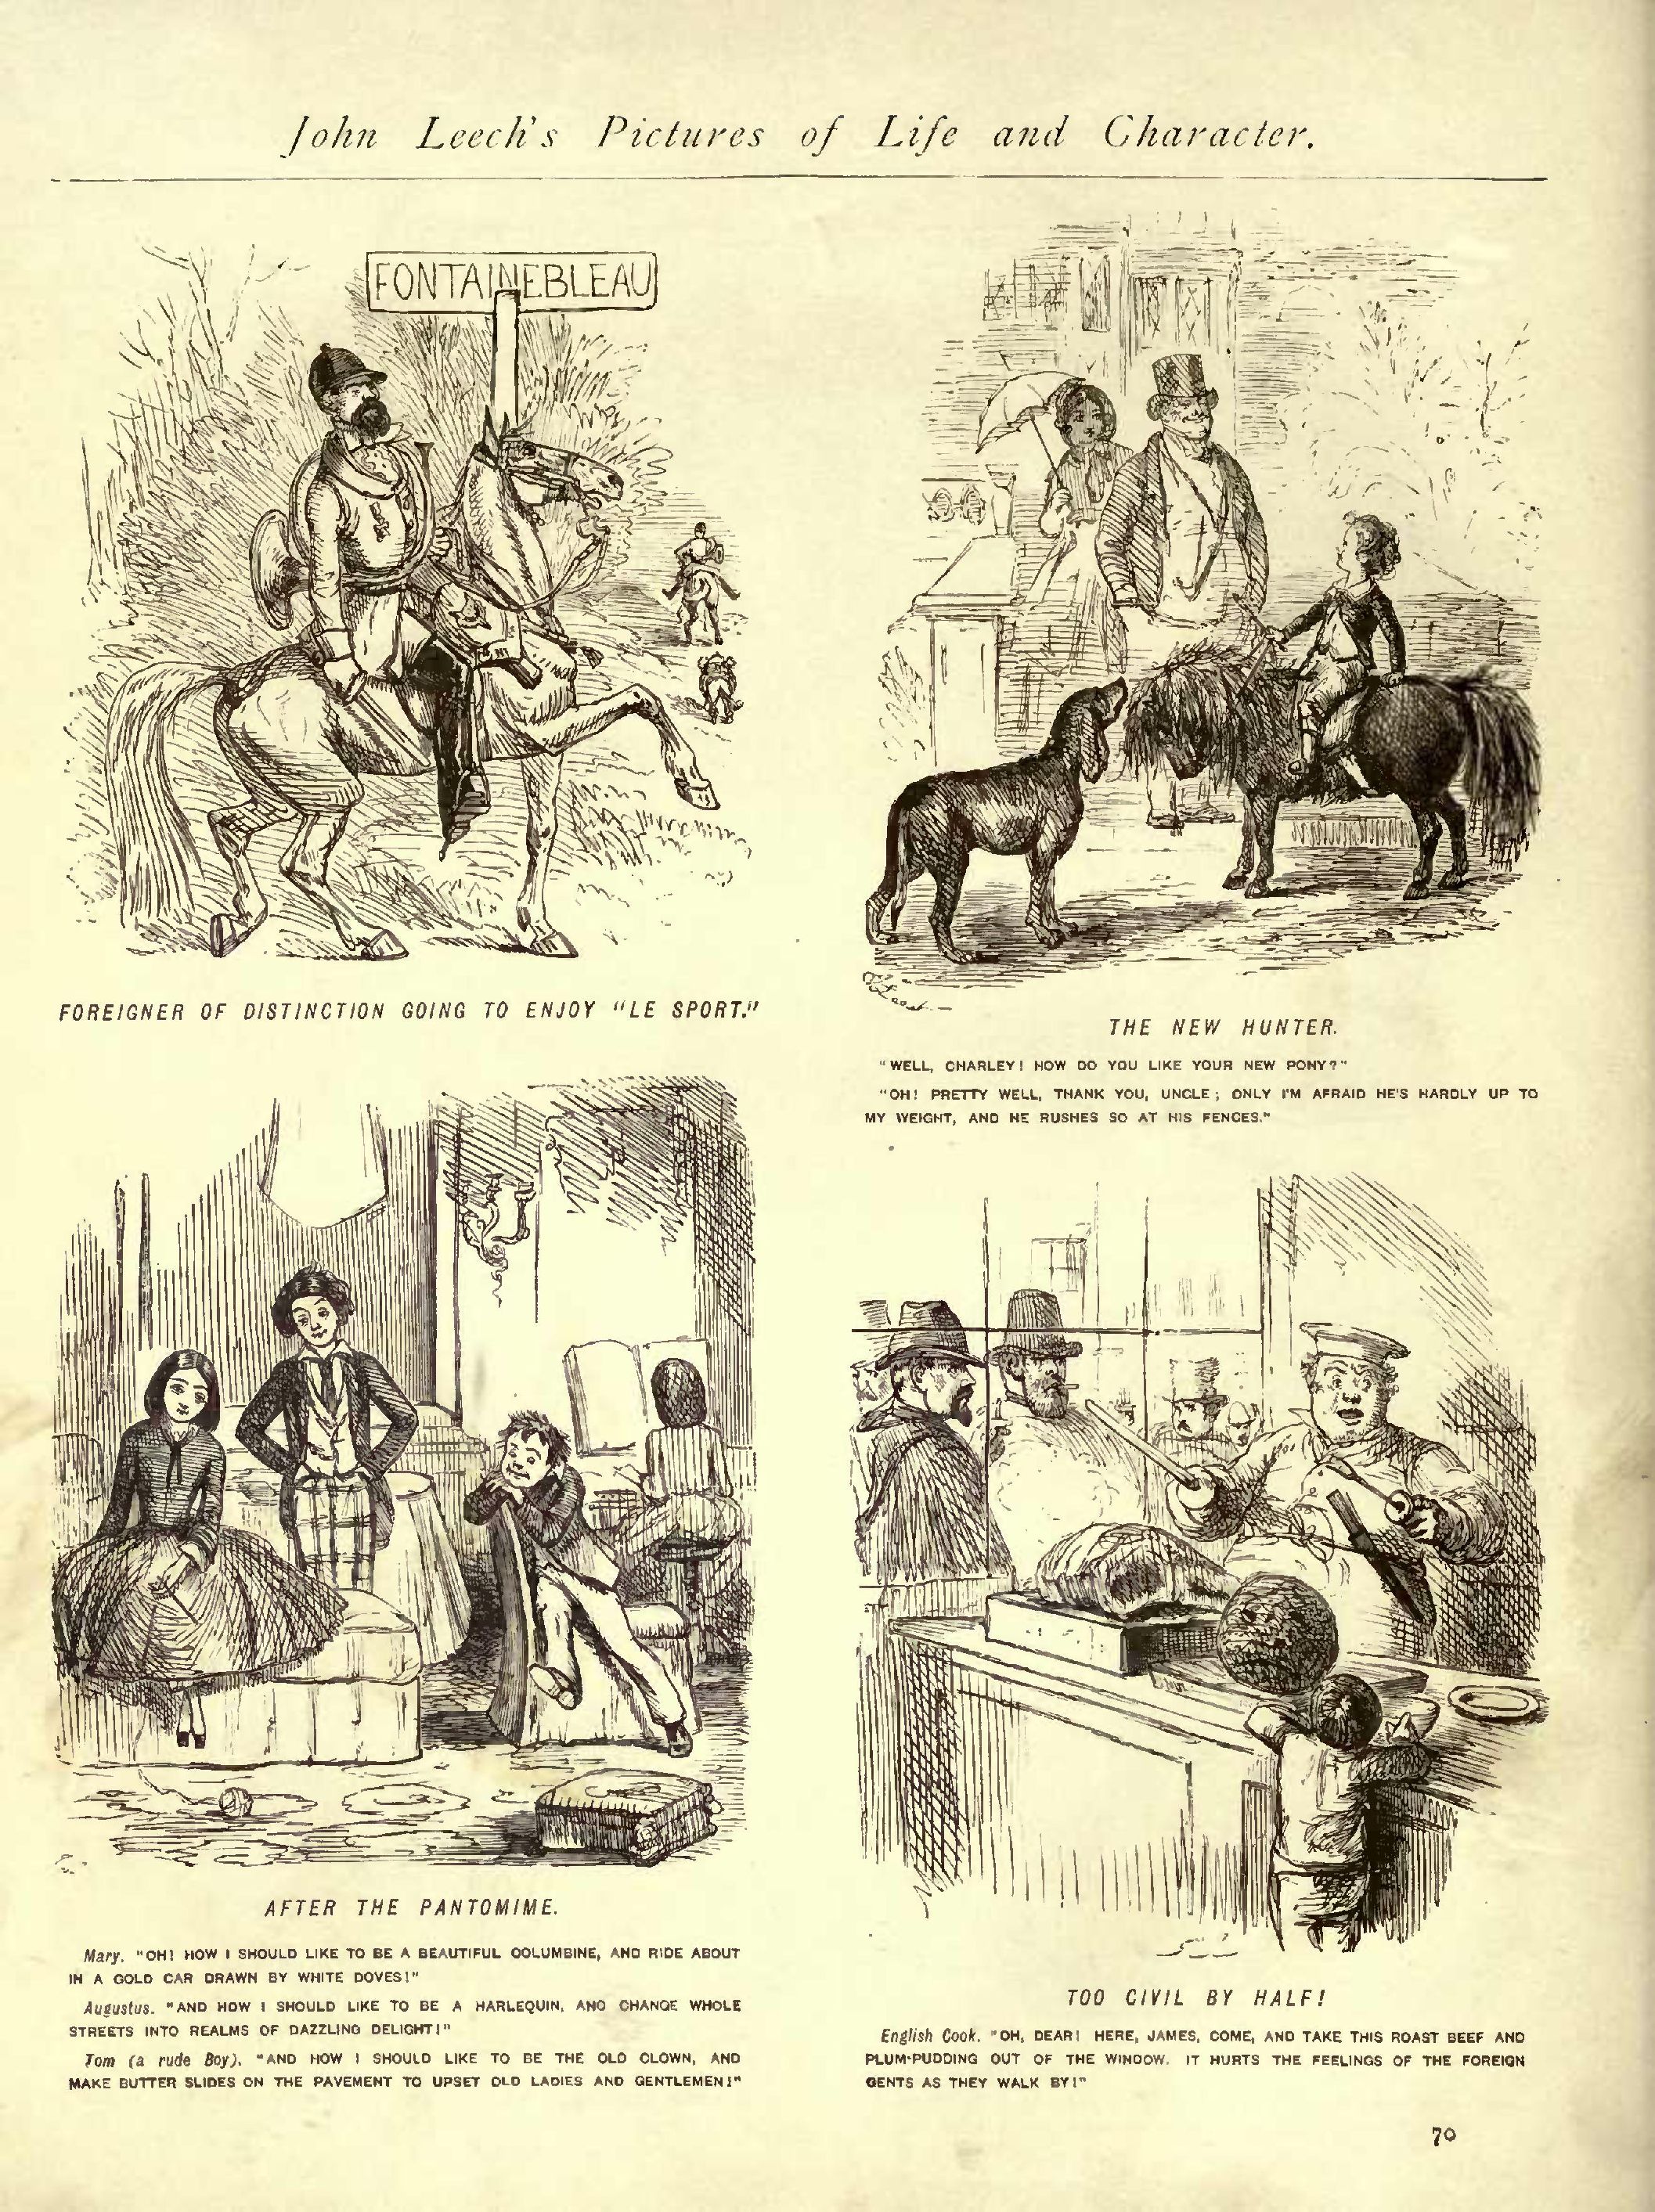 John Leech's Pictures of Life and Character.
FONTAINEBLEAU
FOREIGNER OF DISTINCTION GOING TO ENJOY "LE SPORT."
THE NEW HUNTER.
"WELL, CHARLEY! HOW DO YOU LIKE YOUR NEW PONY?"
"OH! PRETTY WELL, THANK YOU, UNCLE; ONLY I'M AFRAID HE'S HARDLY UP TO
MY WEIGHT, AND HE RUSHES SO AT HIS FENCES."
AFTER THE PANTOMIME.
Mary. "OH! HOW I SHOULD LIKE TO BE A BEAUTIFUL COLUMBINE, AND RIDE ABOUT
IN A GOLD CAR DRAWN BY WHITE DOVES!"
Augustus. "AND HOW I SHOULD LIKE TO BE A HARLEQUIN, AND CHANGE WHOLE
STREETS INTO REALMS OF DAZZLING DELIGHT!"
Tom (a rude Boy). "AND HOW I SHOULD LIKE TO BE THE OLD CLOWN, AND
MAKE BUTTER SLIDES ON THE PAVEMENT TO UPSET OLD LADIES AND GENTLEMEN!"
TOO CIVIL BY HALF!
English Cook. "OH, DEAR! HERE, JAMES, COME, AND TAKE THIS ROAST BEEF AND
PLUM-PUDDING OUT OF THE WINDOW. IT HURTS THE FEELINGS OF THE FOREIGN
GENTS AS THEY WALK BY!"
70